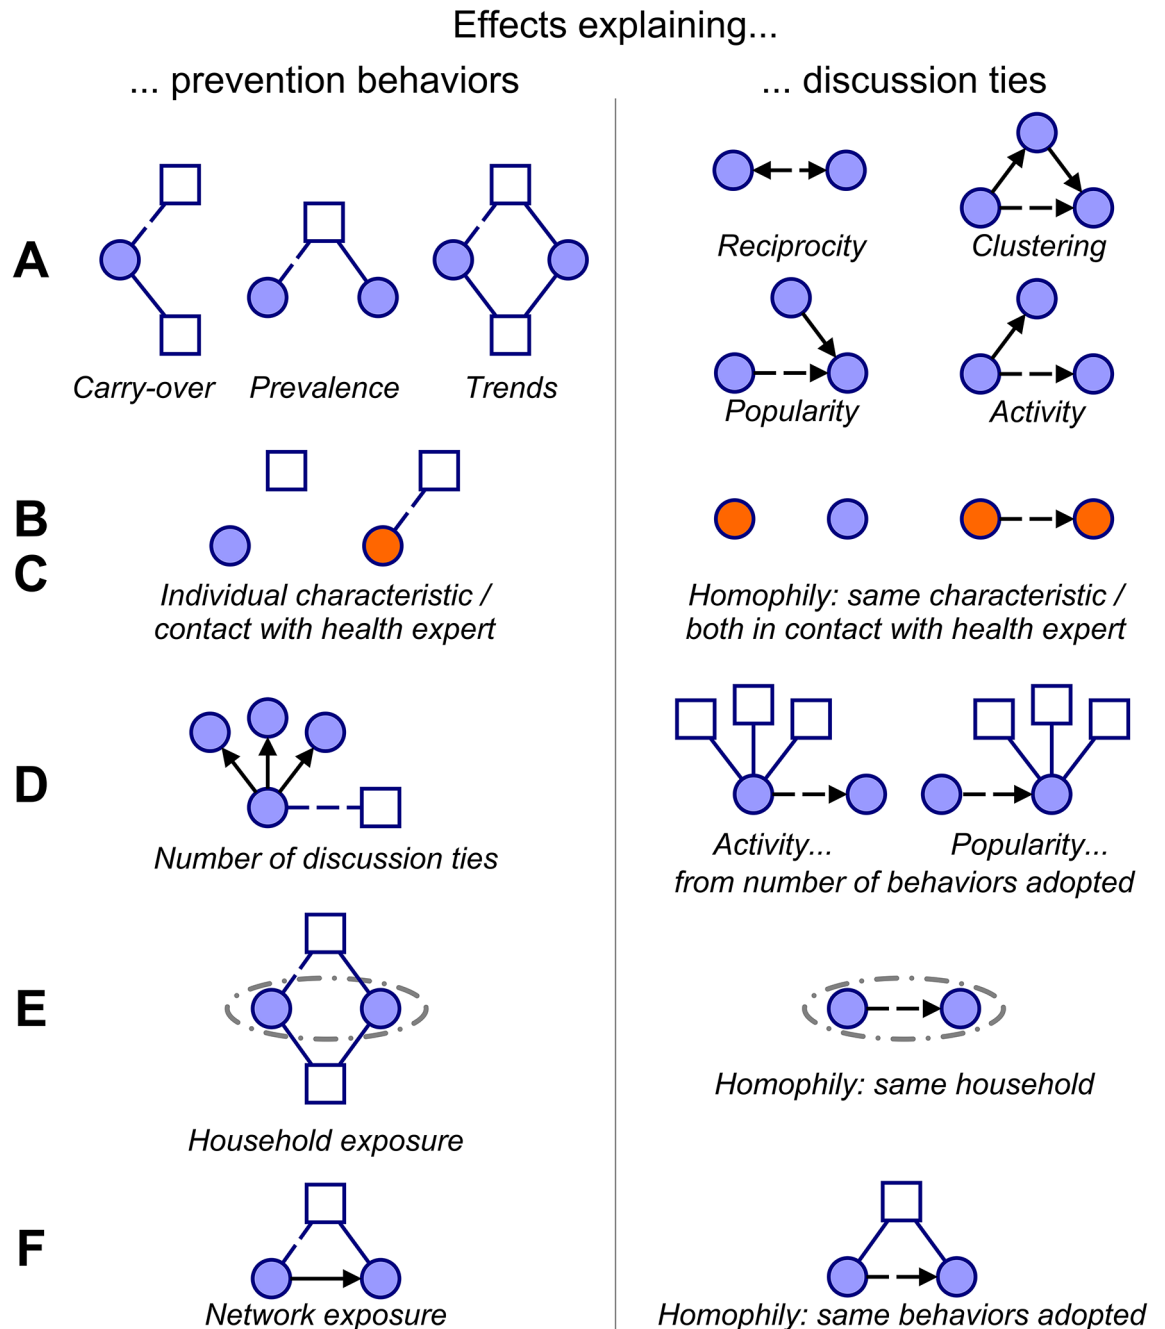 Effects explaining...
... prevention behaviors
... discussion ties
A
Carry-over
Prevalence
Trends
Reciprocity
Clustering
Popularity
Activity
B
C
Individual characteristic /
contact with health expert
Homophily: same characteristic /
both in contact with health expert
D
Number of discussion ties
Activity...
Popularity...
from number of behaviors adopted
E
Household exposure
Homophily: same household
F
Network exposure
Homophily: same behaviors adopted